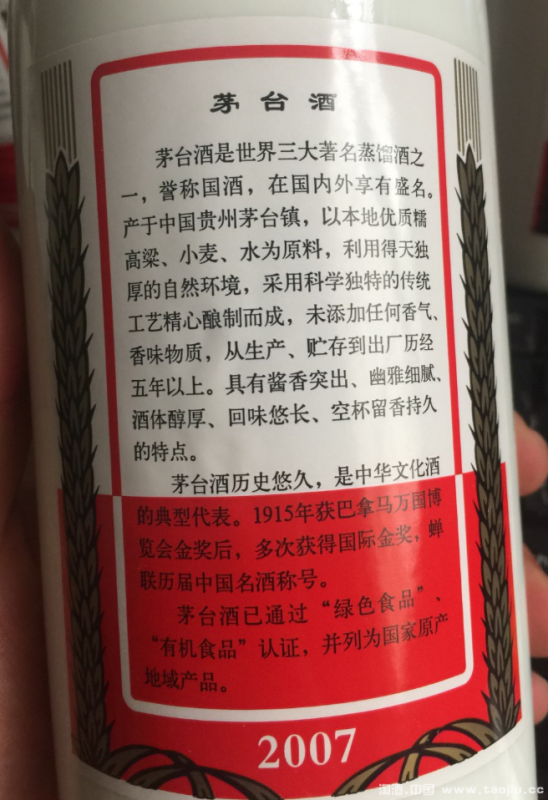 茅台酒
茅台酒是世界三大著名蒸馏酒之
一，誉称国酒，在国内外享有盛名。
产于中国贵州茅台镇，以本地优质糯
高粱、小麦、水为原料，利用得天独
厚的自然环境，采用科学独特的传统
工艺精心酿制而成，未添加任何香气、
香味物质，从生产、贮存到出厂历经
五年以上。具有酱香突出、幽雅细腻、
酒体醇厚、回味悠长、空杯留香持久
的特点。
茅台酒历史悠久，是中华文化酒
的典型代表。1915年获巴拿马万国博
览会金奖后，多次获得国际金奖，蝉
联历届中国名酒称号。
茅台酒已通过“绿色食品”、
“有机食品”认证，并列为国家原产
地域产品。
2007
淘酒.中国 www.taojiu.cc